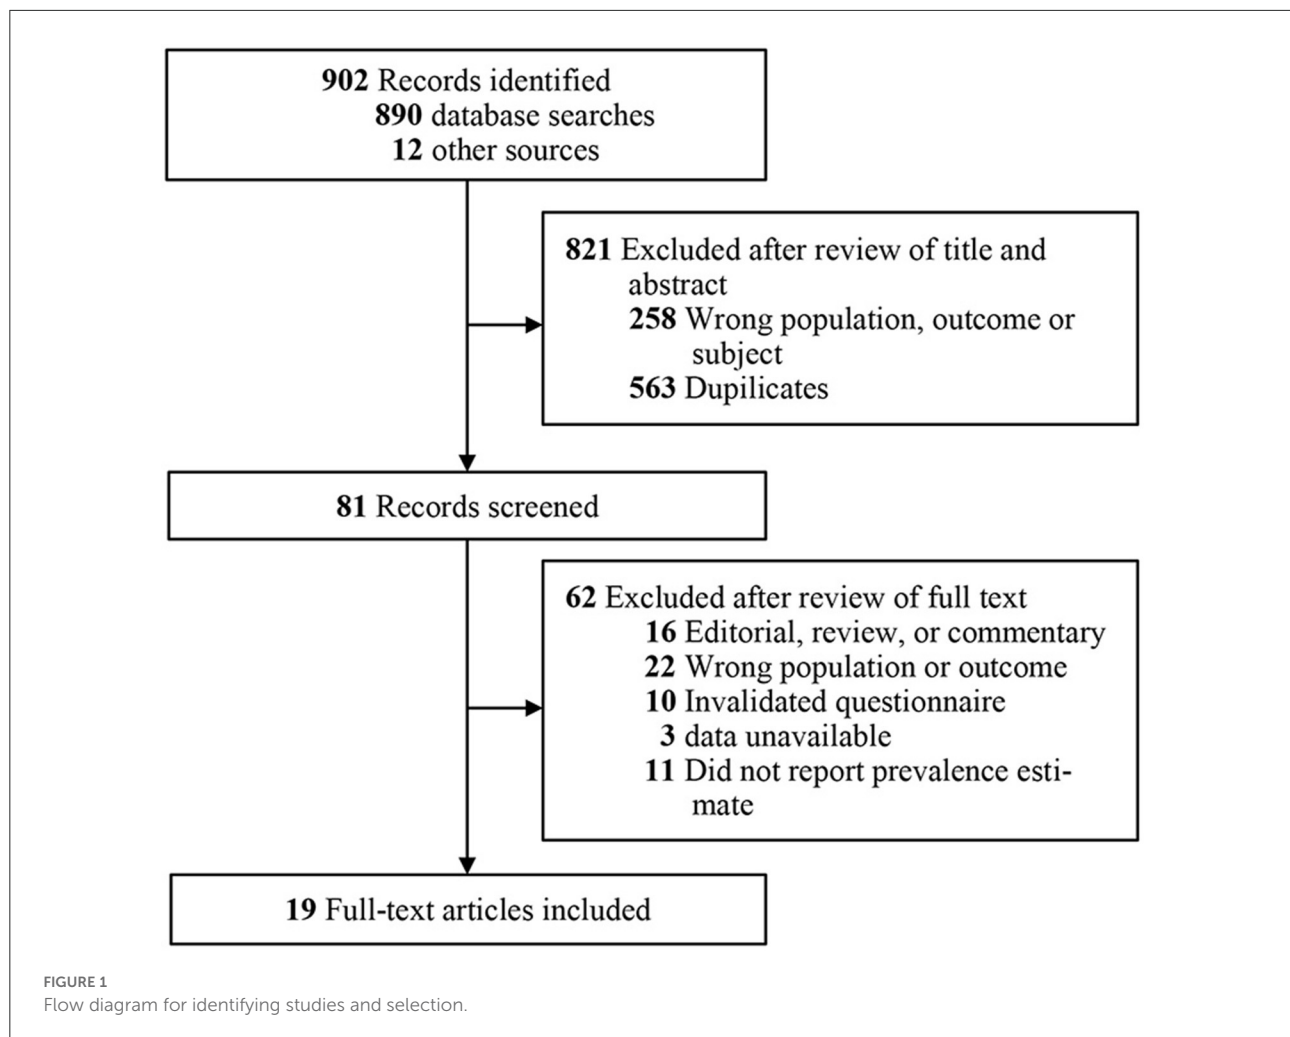 902 Records identified
890 database searches
12 other sources
821 Excluded after review of title and
abstract
258 Wrong population, outcome or
subject
563 Dupilicates
81 Records screened
62 Excluded after review of full text
16 Editorial, review, or commentary
22 Wrong population or outcome
10 Invalidated questionnaire
3 data unavailable
11 Did not report prevalence esti-
mate
19 Full-text articles included
FIGURE 1
Flow diagram for identifying studies and selection.